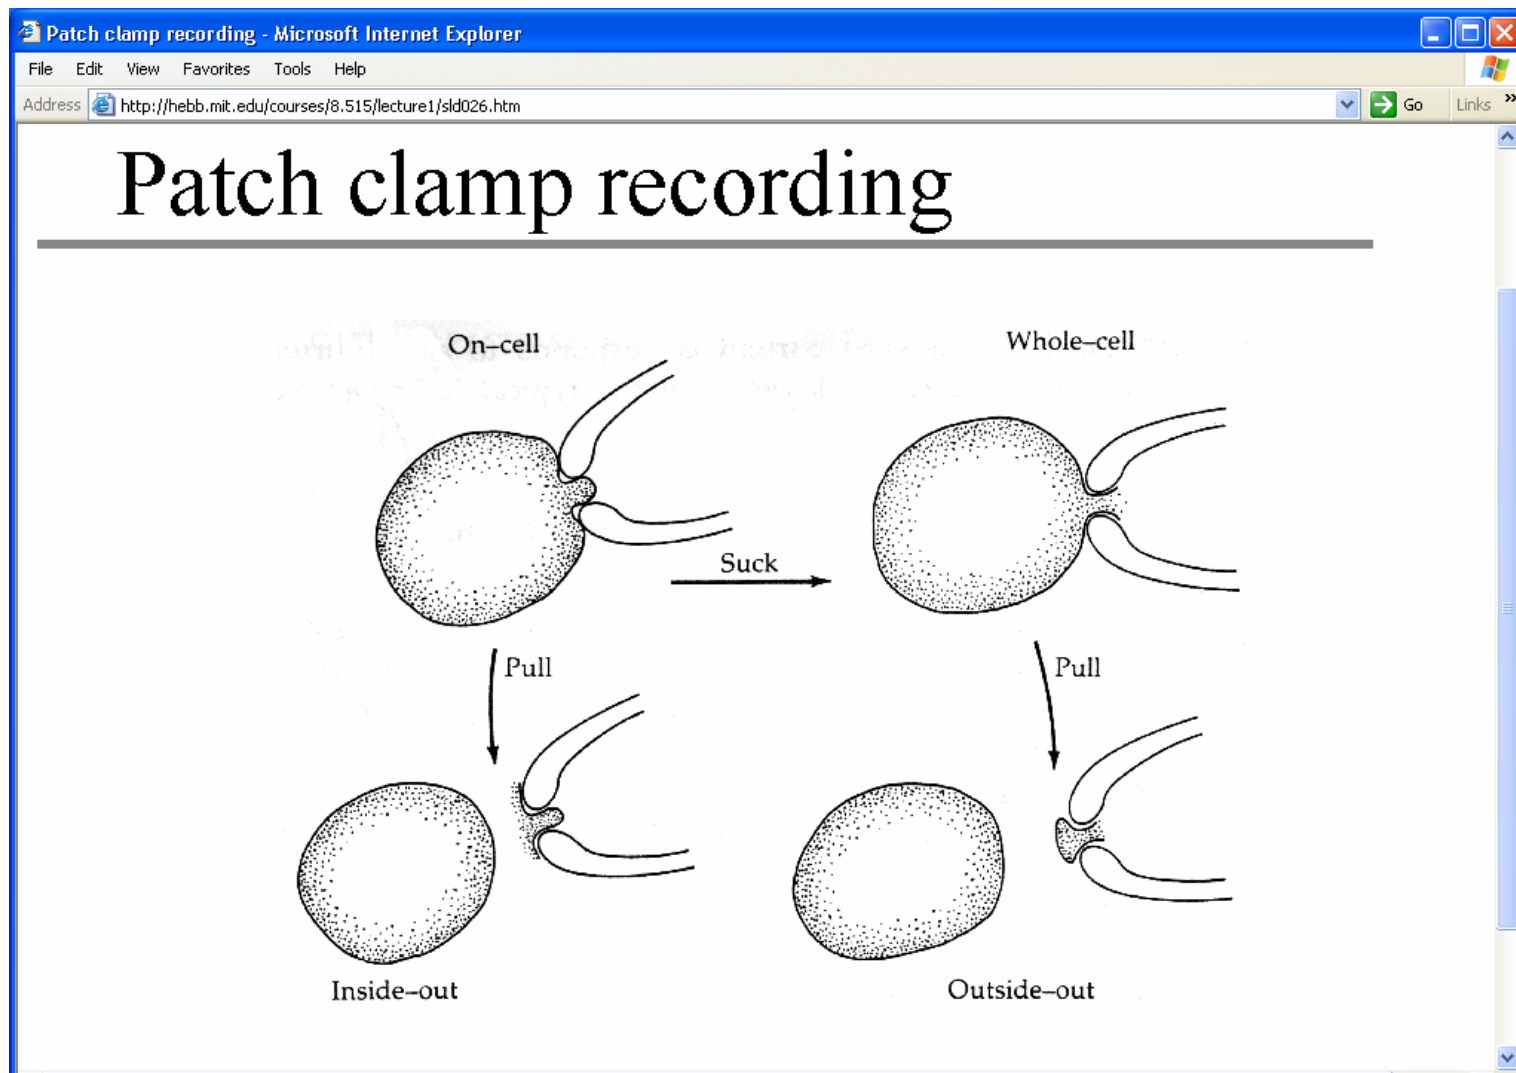 Patch clamp recording - Microsoft Internet Explorer
File Edit View Favorites Tools Help
Address http://hebb.mit.edu/courses/8.515/lecture1/sld026.htm Go Links »
Patch clamp recording
On–cell
Whole–cell
Suck
Pull
Pull
Inside–out
Outside–out